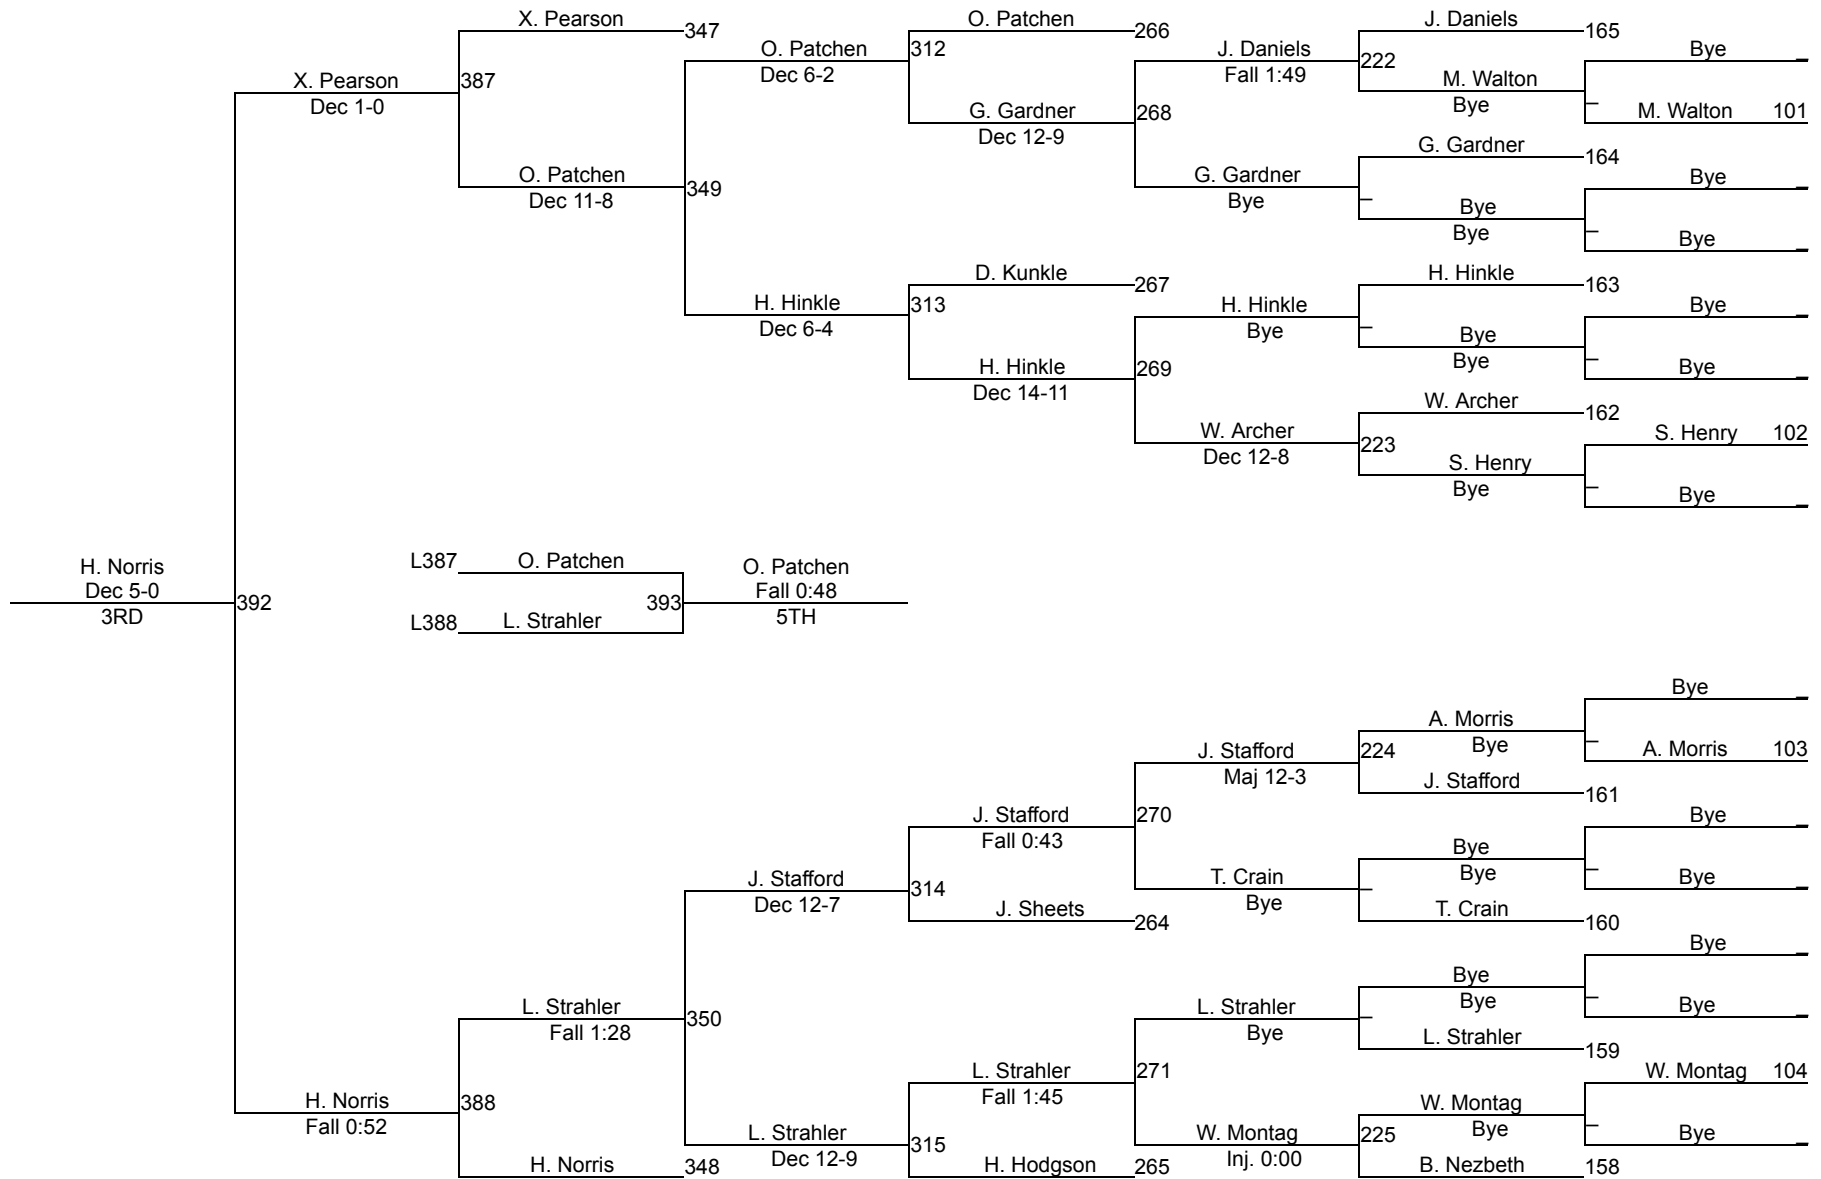 X. Pearson
347
O. Patchen
266
J. Daniels
165
O. Patchen
312
J. Daniels
Bye _
Dec 6-2
Fall 1:49
222
X. Pearson
387
M. Walton
Dec 1-0
G. Gardner
268
Bye
_
M. Walton 101
Dec 12-9
G. Gardner
164
O. Patchen
349
G. Gardner
Bye _
Dec 11-8
Bye
_
Bye
Bye
_
Bye _
D. Kunkle
267
H. Hinkle
163
H. Hinkle
313
H. Hinkle
Bye _
Dec 6-4
Bye
_
Bye
H. Hinkle
269
Bye
_
Bye _
Dec 14-11
W. Archer
162
W. Archer
223
S. Henry 102
Dec 12-8
S. Henry
Bye
_
Bye _
H. Norris
L387
O. Patchen
O. Patchen
Dec 5-0
392
393
Fall 0:48
3RD
L388
L. Strahler
5TH
Bye _
A. Morris
J. Stafford
224
Bye
_
A. Morris 103
Maj 12-3
J. Stafford
161
J. Stafford
270
Bye _
Fall 0:43
Bye
J. Stafford
314
T. Crain
_
Bye
_
Bye _
Dec 12-7
Bye
J. Sheets
264
T. Crain
160
Bye _
L. Strahler
350
L. Strahler
_
Bye
Bye
_
Bye _
Fall 1:28
Bye
L. Strahler
159
L. Strahler
271
W. Montag 104
Fall 1:45
H. Norris
388
W. Montag
Fall 0:52
L. Strahler
315
W. Montag
225
Bye
_
Bye _
Dec 12-9
Inj. 0:00
H. Norris
348
H. Hodgson
265
B. Nezbeth
158